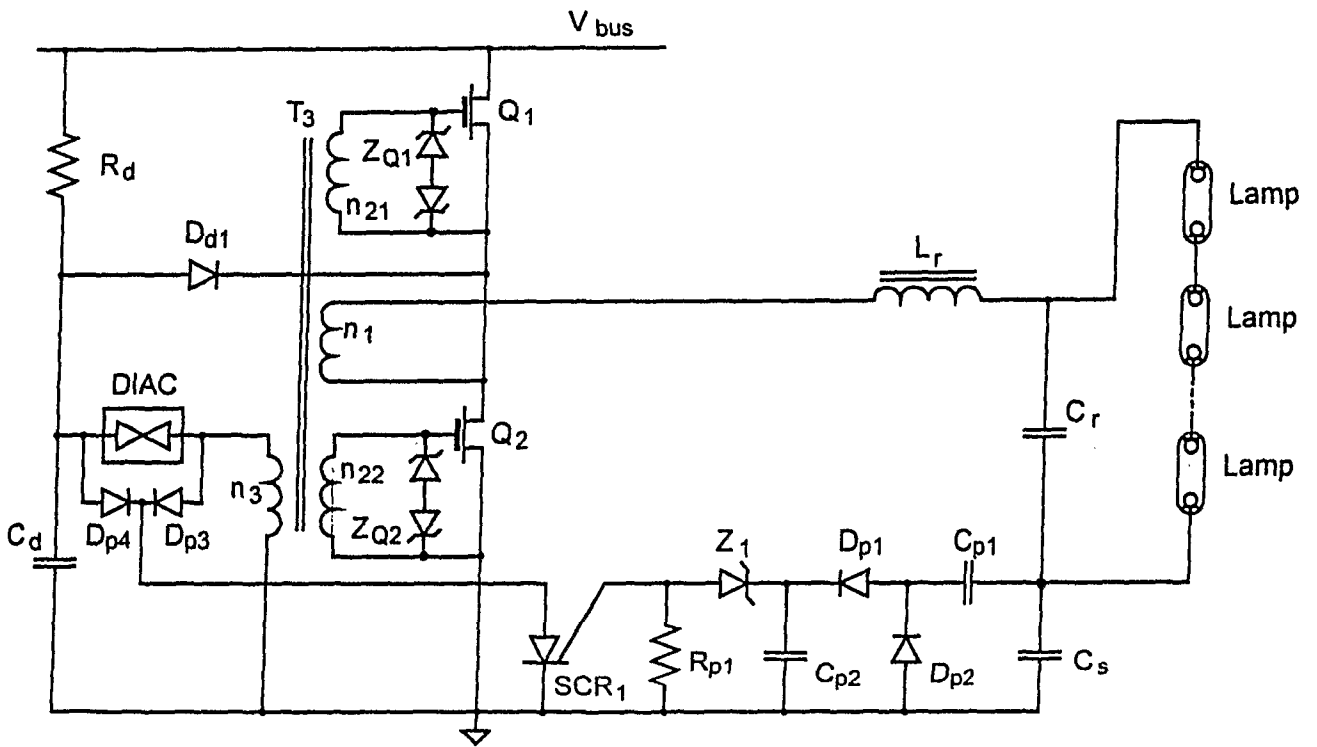 V bus
T3
Q1
ZQ1
n21
Rd
Dd1
Lr
Lamp
Lamp
n1
DIAC
Q2
Cr
n22
n3
ZQ2
Lamp
Dp4
Dp3
Cd
Z1
Dp1
Cp1
Rp1
Cp2
Dp2
Cs
SCR1